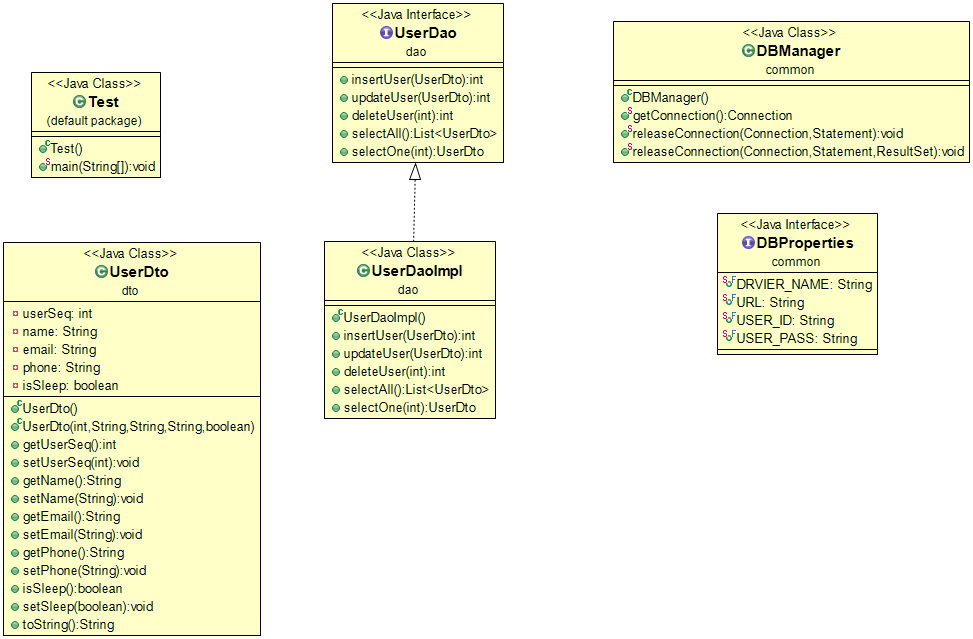 <<Java Class>>
Test
(default package)
Test()
main(String[]):void
<<Java Interface>>
UserDao
dao
insertUser(UserDto):int
updateUser(UserDto):int
deleteUser(int):int
selectAll():List<UserDto>
selectOne(int):UserDto
<<Java Class>>
DBManager
common
DBManager()
getConnection():Connection
releaseConnection(Connection,Statement):void
releaseConnection(Connection,Statement,ResultSet):void
<<Java Class>>
UserDto
dto
userSeq: int
name: String
email: String
phone: String
isSleep: boolean
UserDto()
UserDto(int,String,String,String,boolean)
getUserSeq():int
setUserSeq(int):void
getName():String
setName(String):void
getEmail():String
setEmail(String):void
getPhone():String
setPhone(String):void
isSleep():boolean
setSleep(boolean):void
toString():String
<<Java Class>>
UserDaoImpl
dao
UserDaoImpl()
insertUser(UserDto):int
updateUser(UserDto):int
deleteUser(int):int
selectAll():List<UserDto>
selectOne(int):UserDto
<<Java Interface>>
DBProperties
common
DRVIER_NAME: String
URL: String
USER_ID: String
USER_PASS: String